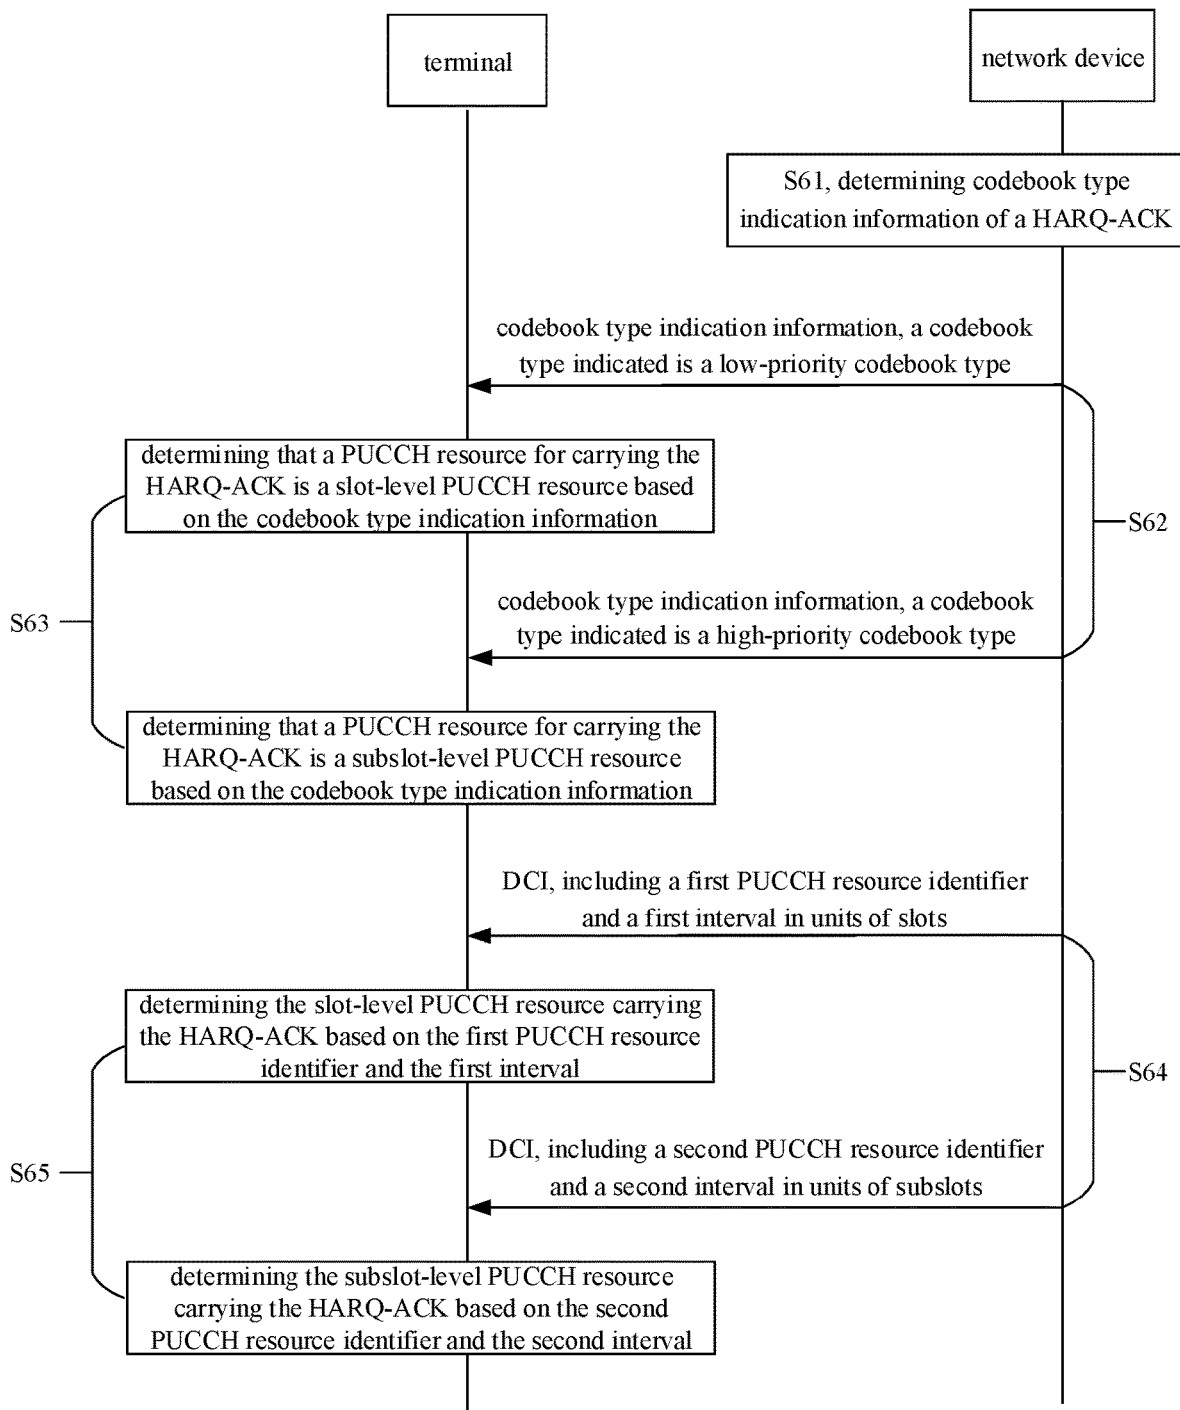 terminal
network device
S61, determining codebook type
indication information of a HARQ-ACK
codebook type indication information, a codebook
type indicated is a low-priority codebook type
determining that a PUCCH resource for carrying the
HARQ-ACK is a slot-level PUCCH resource based
on the codebook type indication information
S62
codebook type indication information, a codebook
type indicated is a high-priority codebook type
S63
determining that a PUCCH resource for carrying the
HARQ-ACK is a subslot-level PUCCH resource
based on the codebook type indication information
DCI, including a first PUCCH resource identifier
and a first interval in units of slots
determining the slot-level PUCCH resource carrying
the HARQ-ACK based on the first PUCCH resource
identifier and the first interval
S64
DCI, including a second PUCCH resource identifier
and a second interval in units of subslots
S65
determining the subslot-level PUCCH resource
carrying the HARQ-ACK based on the second
PUCCH resource identifier and the second interval